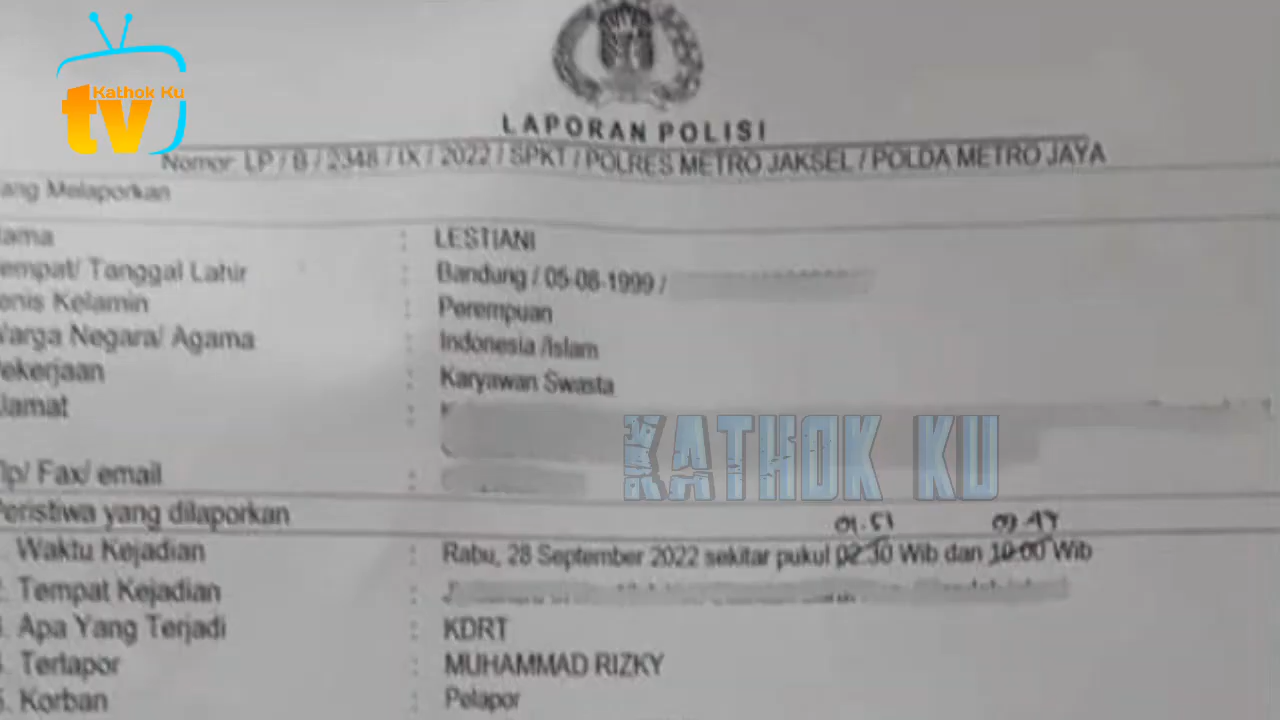 Kathok Ku
tv
LAPORAN POLISI
Nomor: LP / B / 2348 / IX / 2022 / SPKT / POLRES METRO JAKSEL / POLDA METRO JAYA
ang Melaporkan
ama : LESTIANI
empat/ Tanggal Lahir : Bandung / 05-08-1999 /
enis Kelamin : Perempuan
Warga Negara/ Agama : Indonesia /Islam
ekerjaan : Karyawan Swasta
lamat :
KATHOK KU
lp/ Fax/ email :
Peristiwa yang dilaporkan
01.51 09.47
. Waktu Kejadian : Rabu, 28 September 2022 sekitar pukul 02:30 Wib dan 10:00 Wib
. Tempat Kejadian :
. Apa Yang Terjadi : KDRT
. Terlapor : MUHAMMAD RIZKY
. Korban : Pelapor